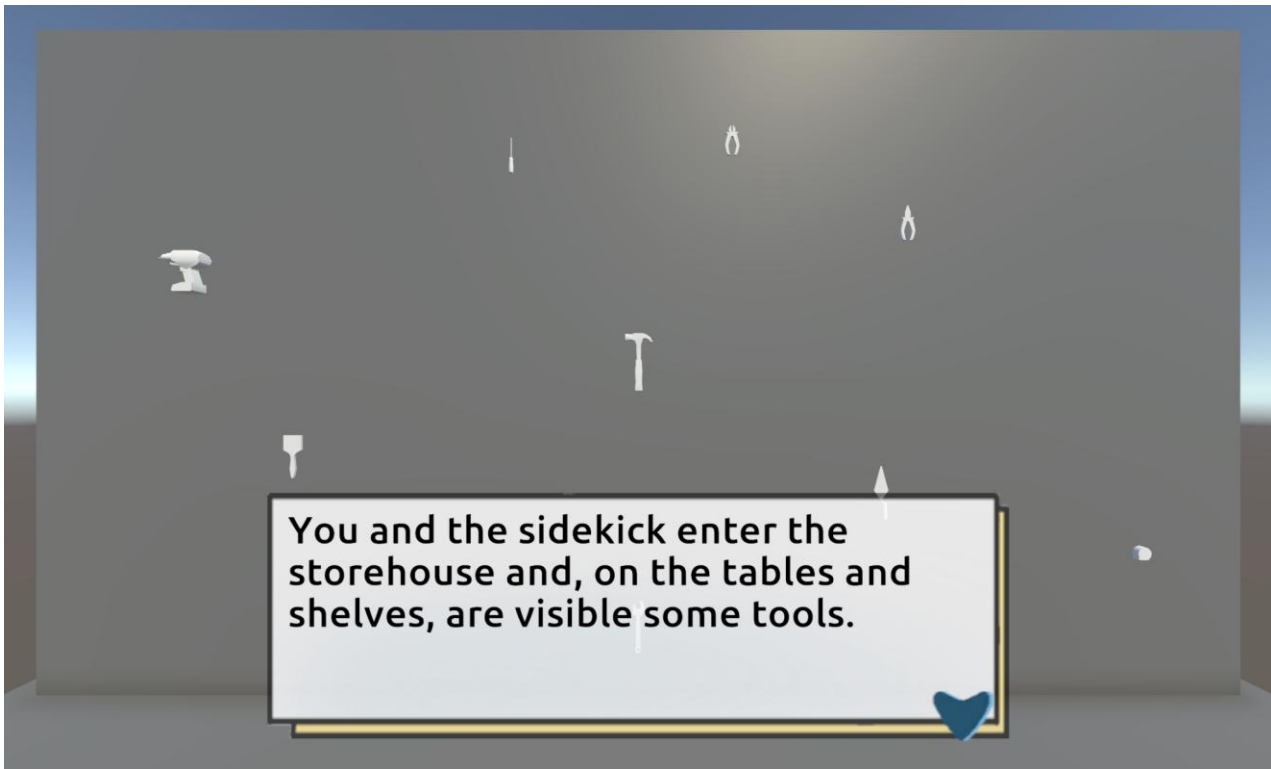 You and the sidekick enter the
storehouse and, on the tables and
shelves, are visible some tools.